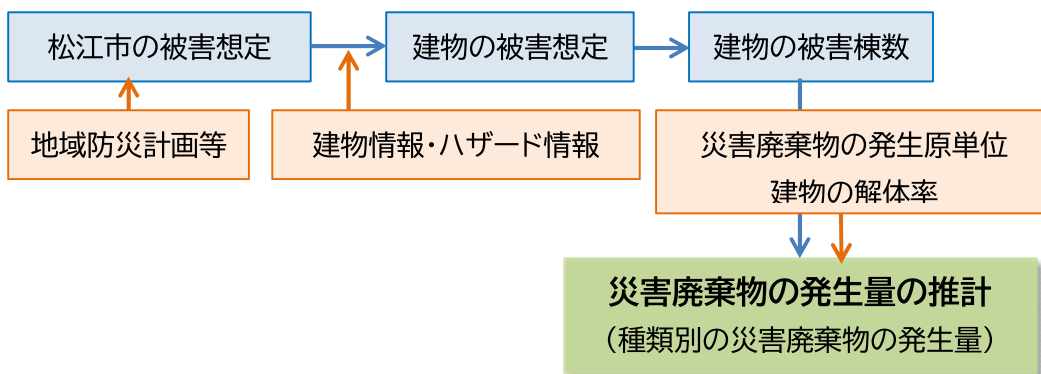 松江市の被害想定
建物の被害想定
建物の被害棟数
地域防災計画等
建物情報・ハザード情報
災害廃棄物の発生原単位
建物の解体率
災害廃棄物の発生量の推計
（種類別の災害廃棄物の発生量）